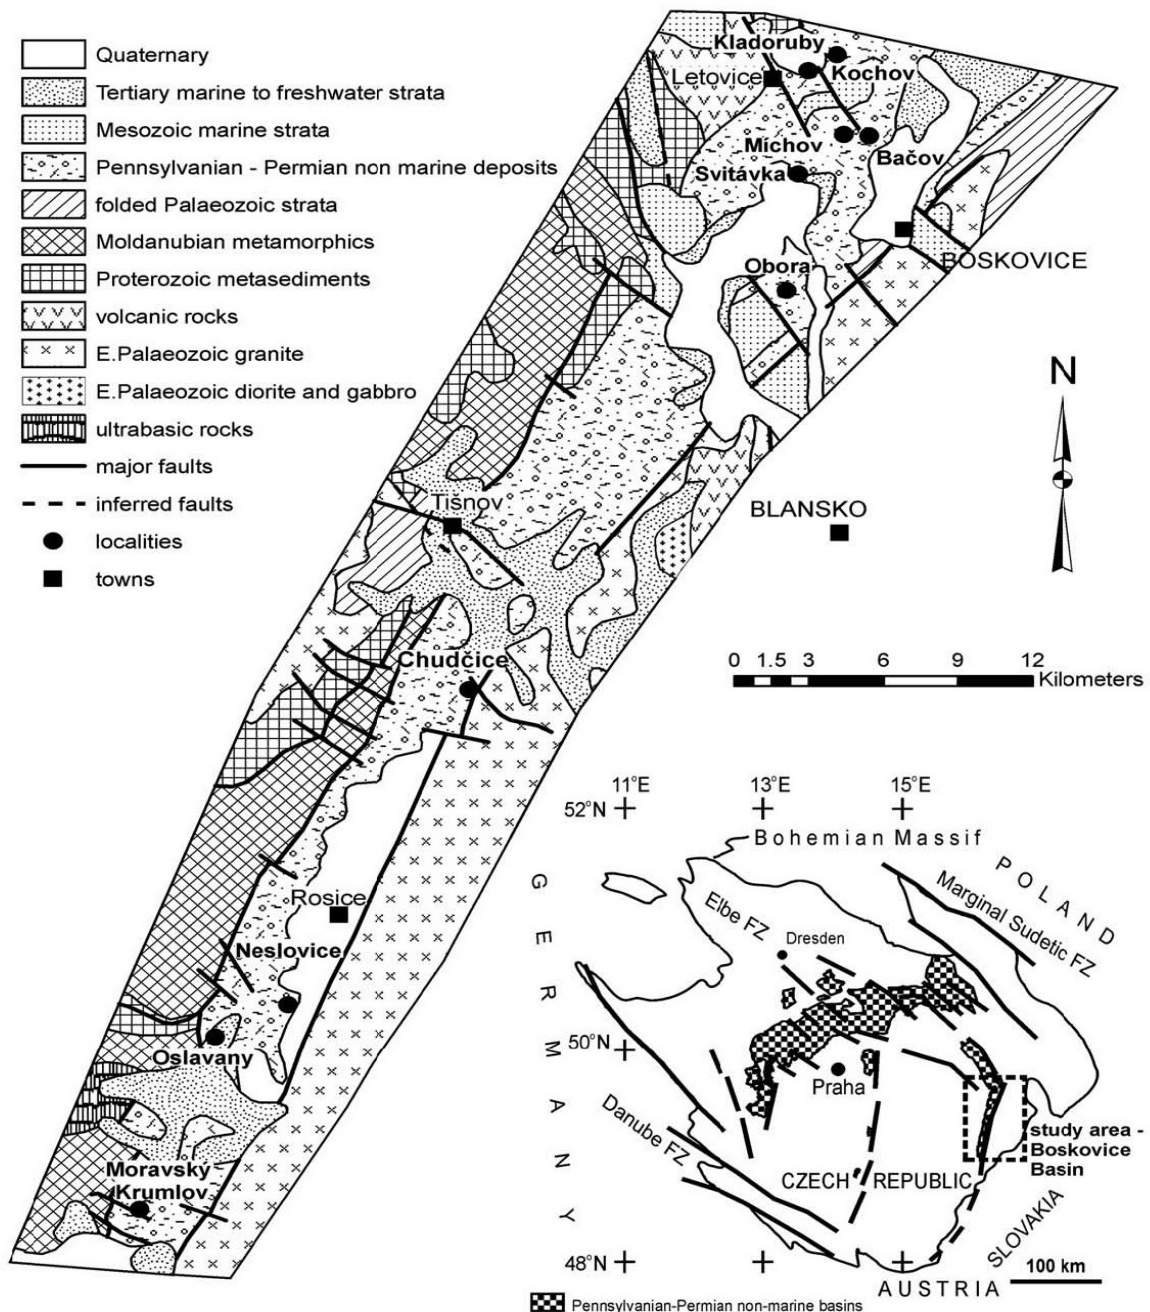 Quaternary
Tertiary marine to freshwater strata
Mesozoic marine strata
Pennsylvanian - Permian non marine deposits
folded Palaeozoic strata
Moldanubian metamorphics
Proterozoic metasediments
volcanic rocks
E.Palaeozoic granite
E.Palaeozoic diorite and gabbro
ultrabasic rocks
major faults
inferred faults
localities
towns
Kladoruby
Letovice
Kochov
Míchov
Bačov
Svitávka
BOSKOVICE
Obora
N
Tišnov
BLANSKO
Chudčice
0 1.5 3 6 9 12
Kilometers
Rosice
Neslovice
Oslavany
Moravský
Krumlov
11°E 13°E 15°E
52°N
Bohemian Massif
POLAND
Marginal Sudetic FZ
Elbe FZ
Dresden
GERMANY
50°N
Praha
Danube FZ
study area -
Boskovice
Basin
CZECH REPUBLIC
SLOVAKIA
48°N
100 km
AUSTRIA
Pennsylvanian-Permian non-marine basins